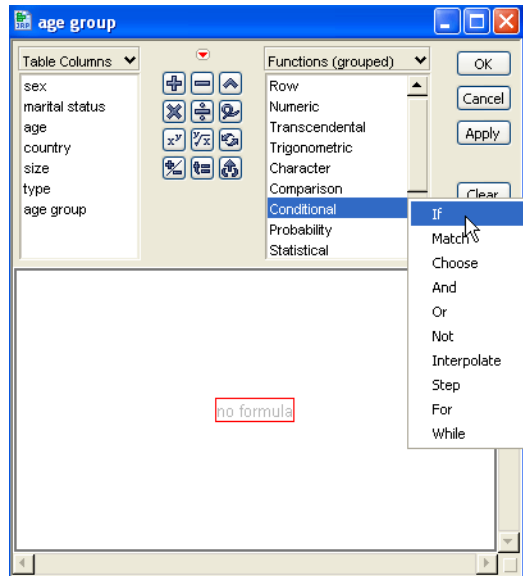 age group
Table Columns
Functions (grouped)
OK
sex
marital status
age
country
size
type
age group
Row
Numeric
Transcendental
Trigonometric
Character
Comparison
Conditional
Probability
Statistical
Cancel
Apply
Clear
If
Match
Choose
And
Or
Not
Interpolate
Step
For
While
no formula